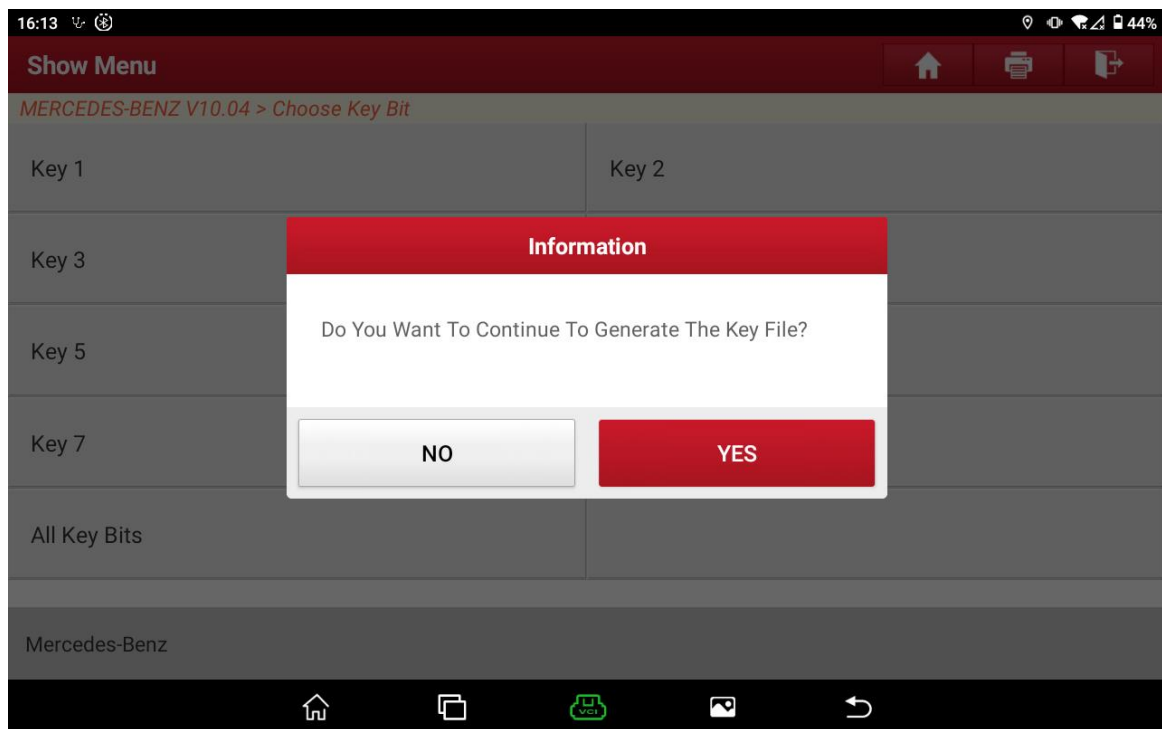 16:13
44%
Show Menu
MERCEDES-BENZ V10.04 > Choose Key Bit
Key 1
Key 2
Key 3
Information
Do You Want To Continue To Generate The Key File?
Key 5
Key 7
NO
YES
All Key Bits
Mercedes-Benz
VCI